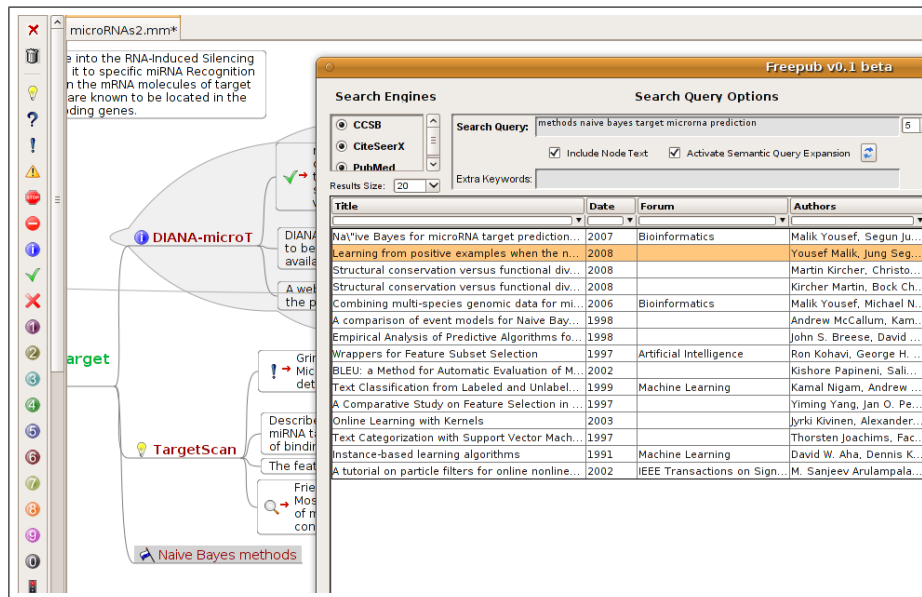 microRNAs2.mm*
e into the RNA-Induced Silencing
it to specific miRNA Recognition
n the mRNA molecules of target
are known to be located in the
ding genes.
DIANA-microT
DIANA
to be
availa
A web
the p
arget
Grin
Mic
det
TargetScan
Describe
miRNA ta
of bindin
The feat
Frie
Mos
of m
con
Naive Bayes methods
STOP
Freepub v0.1 beta
Search Engines
Search Query Options
CCSB
CiteSeerX
PubMed
Results Size: 20
Search Query: methods naive bayes target microrna prediction 5
Include Node Text Activate Semantic Query Expansion
Extra Keywords:
Title Date Forum Authors
Na\"ive Bayes for microRNA target prediction... 2007 Bioinformatics Malik Yousef, Segun Ju...
Learning from positive examples when the n... 2008 Yousef Malik, Jung Seg...
Structural conservation versus functional div... 2008 Martin Kircher, Christo...
Structural conservation versus functional div... 2008 Kircher Martin, Bock Ch...
Combining multi-species genomic data for mi... 2006 Bioinformatics Malik Yousef, Michael N...
A comparison of event models for Naive Bay... 1998 Andrew McCallum, Kam...
Empirical Analysis of Predictive Algorithms fo... 1998 John S. Breese, David ...
Wrappers for Feature Subset Selection 1997 Artificial Intelligence Ron Kohavi, George H. ...
BLEU: a Method for Automatic Evaluation of M... 2002 Kishore Papineni, Sali...
Text Classification from Labeled and Unlabel... 1999 Machine Learning Kamal Nigam, Andrew ...
A Comparative Study on Feature Selection in ... 1997 Yiming Yang, Jan O. Pe...
Online Learning with Kernels 2003 Jyrki Kivinen, Alexander...
Text Categorization with Support Vector Mach... 1997 Thorsten Joachims, Fac...
Instance-based learning algorithms 1991 Machine Learning David W. Aha, Dennis K...
A tutorial on particle filters for online nonline... 2002 IEEE Transactions on Sign... M. Sanjeev Arulampala...